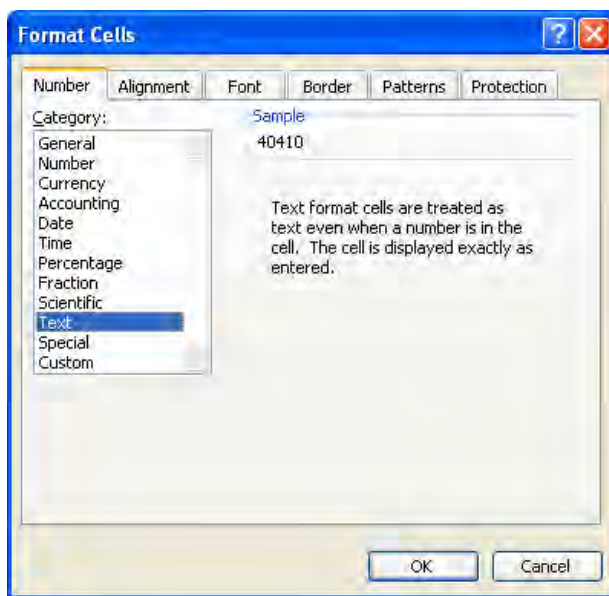 Format Cells
Number Alignment Font Border Patterns Protection
Category:
General
Number
Currency
Accounting
Date
Time
Percentage
Fraction
Scientific
Text
Special
Custom
Sample
40410
Text format cells are treated as
text even when a number is in the
cell. The cell is displayed exactly as
entered.
OK Cancel